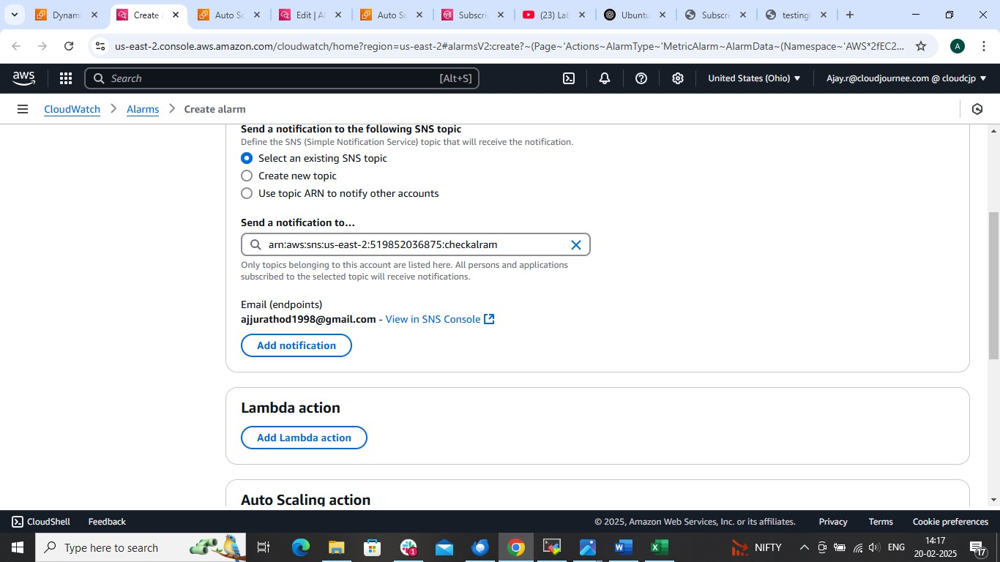 Dynam
Create a
Auto Sc
Edit | Al
Auto Sc
Subscri
(23) Lab
Ubuntu
Subscri
testing
us-east-2.console.aws.amazon.com/cloudwatch/home?region=us-east-2#alarmsV2:create?~(Page~'Actions~AlarmType~'MetricAlarm~AlarmData~(Namespace~'AWS*2fEC2...
A
aws
Search
[Alt+S]
United States (Ohio)
Ajay.r@cloudjournee.com @ cloudcjp
CloudWatch
Alarms
Create alarm
Send a notification to the following SNS topic
Define the SNS (Simple Notification Service) topic that will receive the notification.
Select an existing SNS topic
Create new topic
Use topic ARN to notify other accounts
Send a notification to…
arn:aws:sns:us-east-2:519852036875:checkalram
Only topics belonging to this account are listed here. All persons and applications
subscribed to the selected topic will receive notifications.
Email (endpoints)
ajjurathod1998@gmail.com - View in SNS Console
Add notification
Lambda action
Add Lambda action
Auto Scaling action
CloudShell
Feedback
© 2025, Amazon Web Services, Inc. or its affiliates.
Privacy
Terms
Cookie preferences
Type here to search
1
NIFTY
ENG
14:17
20-02-2025
17